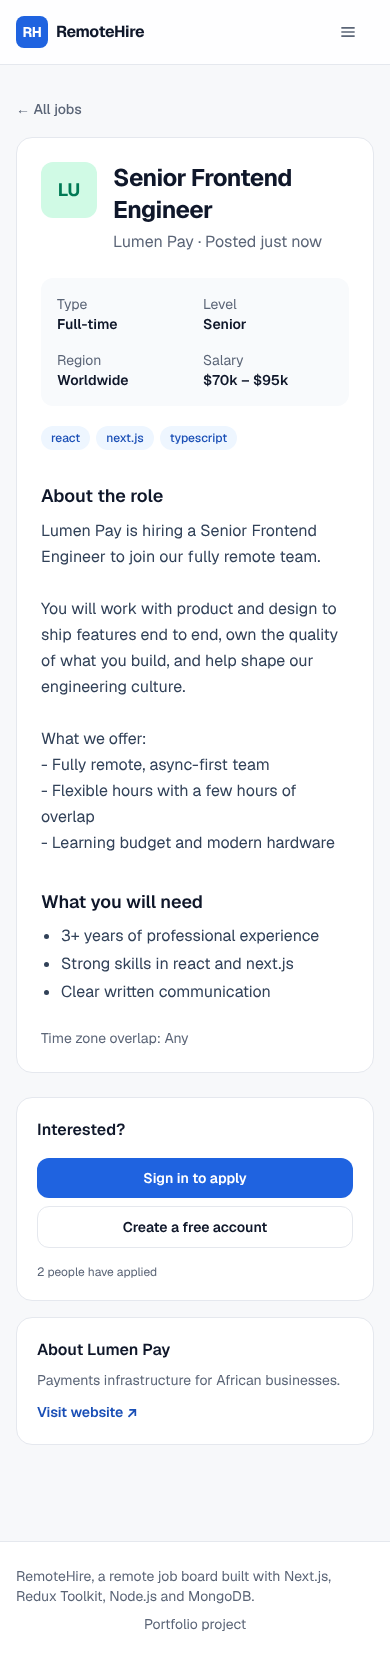 RH RemoteHire
← All jobs
LU
Senior Frontend
Engineer
Lumen Pay · Posted just now
Type
Full-time
Level
Senior
Region
Worldwide
Salary
$70k – $95k
react next.js typescript
About the role
Lumen Pay is hiring a Senior Frontend
Engineer to join our fully remote team.
You will work with product and design to
ship features end to end, own the quality
of what you build, and help shape our
engineering culture.
What we offer:
- Fully remote, async-first team
- Flexible hours with a few hours of
overlap
- Learning budget and modern hardware
What you will need
• 3+ years of professional experience
• Strong skills in react and next.js
• Clear written communication
Time zone overlap: Any
Interested?
Sign in to apply
Create a free account
2 people have applied
About Lumen Pay
Payments infrastructure for African businesses.
Visit website ↗
RemoteHire, a remote job board built with Next.js,
Redux Toolkit, Node.js and MongoDB.
Portfolio project